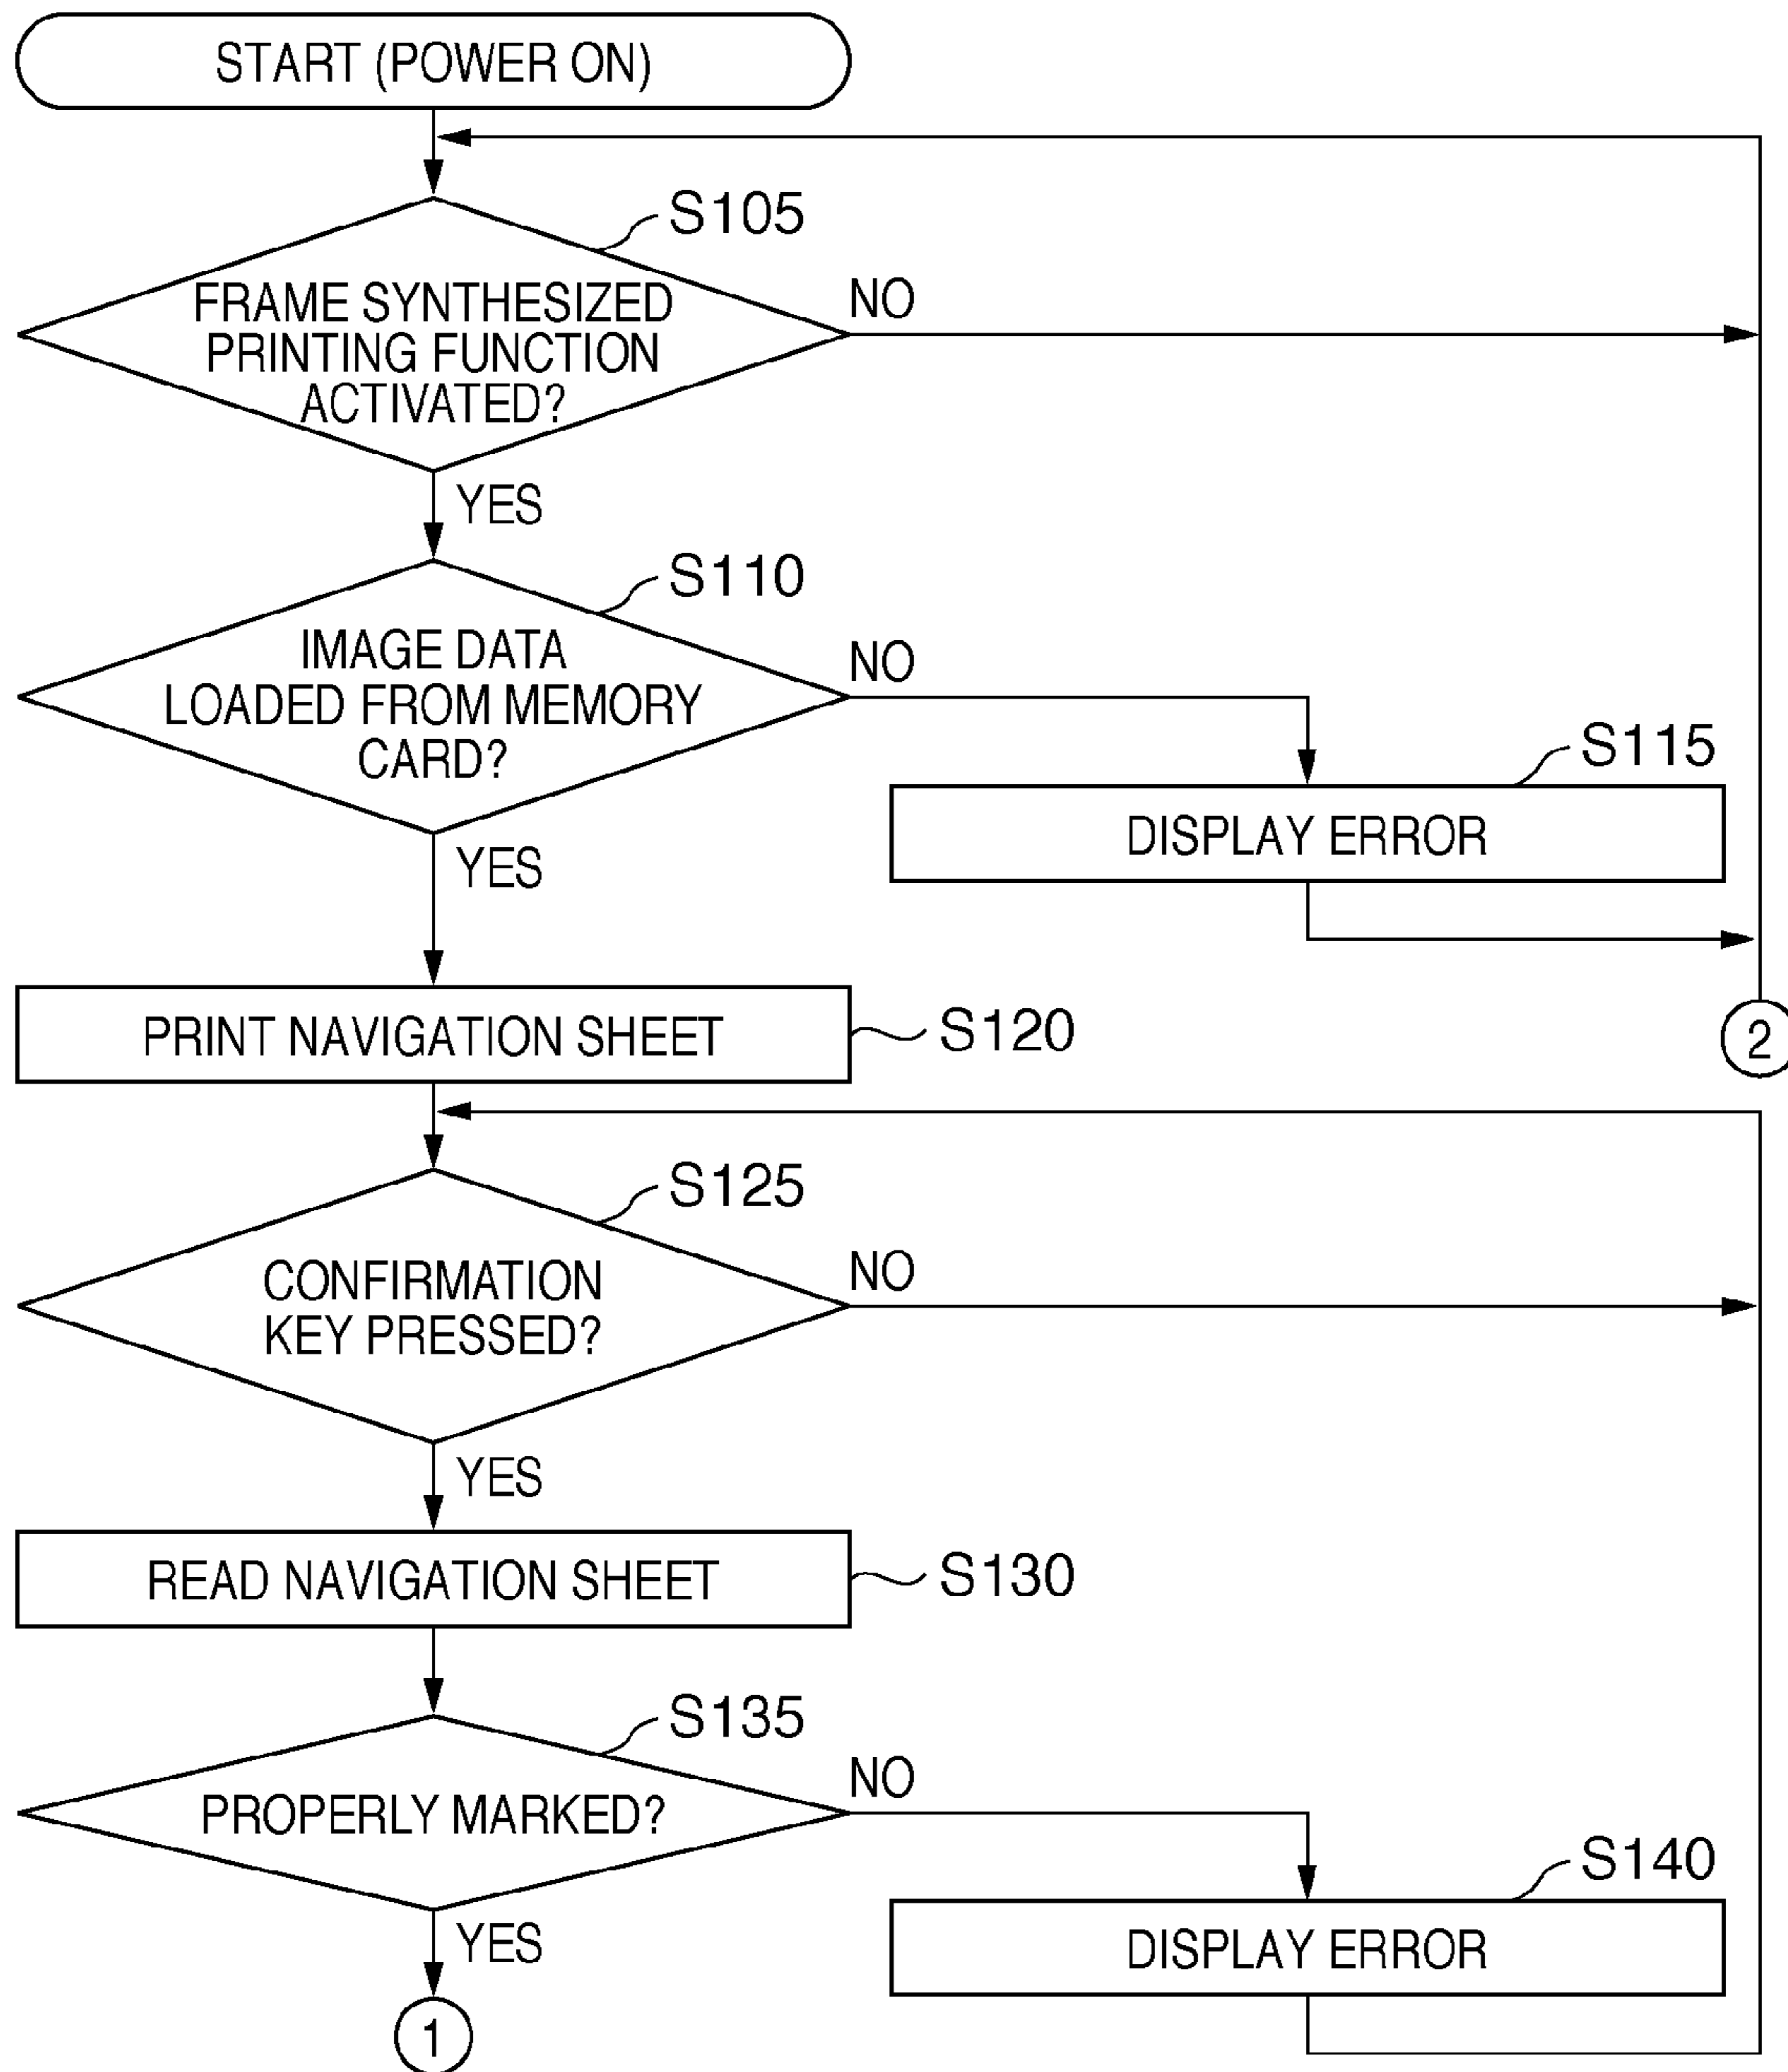 START (POWER ON)
S105
FRAME SYNTHESIZED
PRINTING FUNCTION
ACTIVATED?
NO
YES
S110
IMAGE DATA
LOADED FROM MEMORY
CARD?
NO
YES
S115
DISPLAY ERROR
PRINT NAVIGATION SHEET
S120
2
S125
CONFIRMATION
KEY PRESSED?
NO
YES
READ NAVIGATION SHEET
S130
S135
PROPERLY MARKED?
NO
YES
S140
DISPLAY ERROR
1